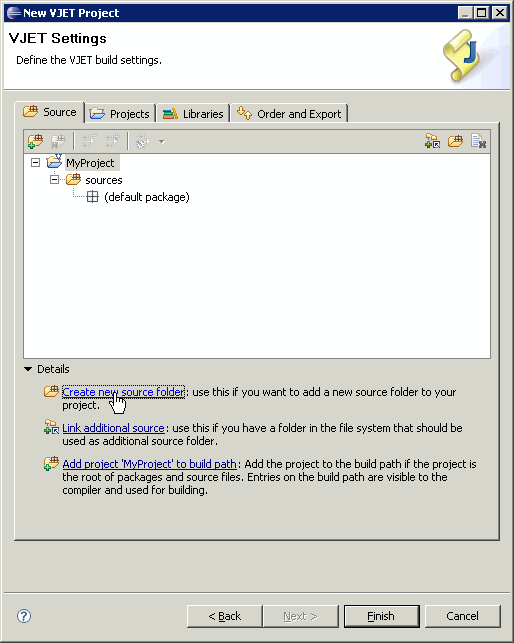 New VJET Project
VJET Settings
Define the VJET build settings.
Source Projects Libraries Order and Export
MyProject
sources
(default package)
Details
Create new source folder: use this if you want to add a new source folder to your
project.
Link additional source: use this if you have a folder in the file system that should be
used as additional source folder.
Add project 'MyProject' to build path: Add the project to the build path if the project is
the root of packages and source files. Entries on the build path are visible to the
compiler and used for building.
? < Back Next > Finish Cancel